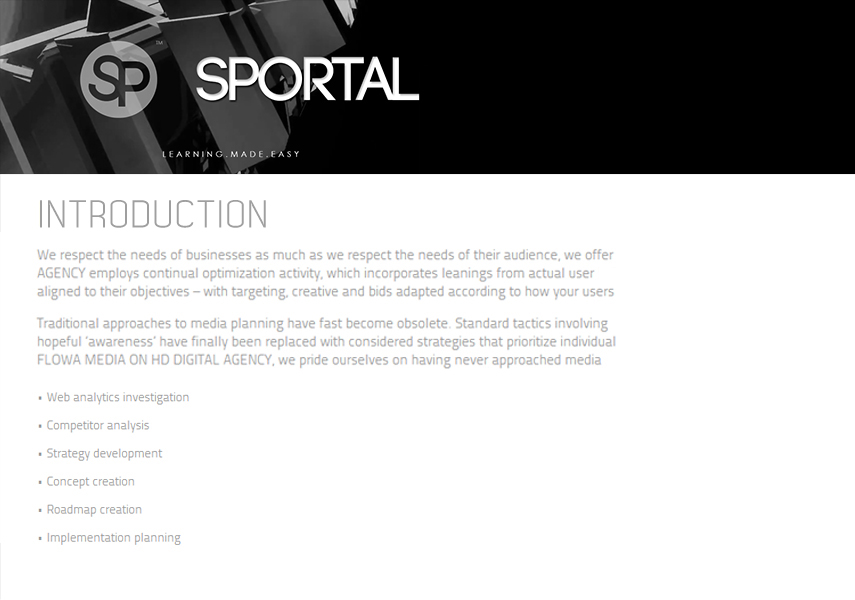 SP
TM
SPORTAL
LEARNING.MADE.EASY
INTRODUCTION
We respect the needs of businesses as much as we respect the needs of their audience, we offer
AGENCY employs continual optimization activity, which incorporates leanings from actual user
aligned to their objectives – with targeting, creative and bids adapted according to how your users
Traditional approaches to media planning have fast become obsolete. Standard tactics involving
hopeful ‘awareness’ have finally been replaced with considered strategies that prioritize individual
FLOWA MEDIA ON HD DIGITAL AGENCY, we pride ourselves on having never approached media
• Web analytics investigation
• Competitor analysis
• Strategy development
• Concept creation
• Roadmap creation
• Implementation planning